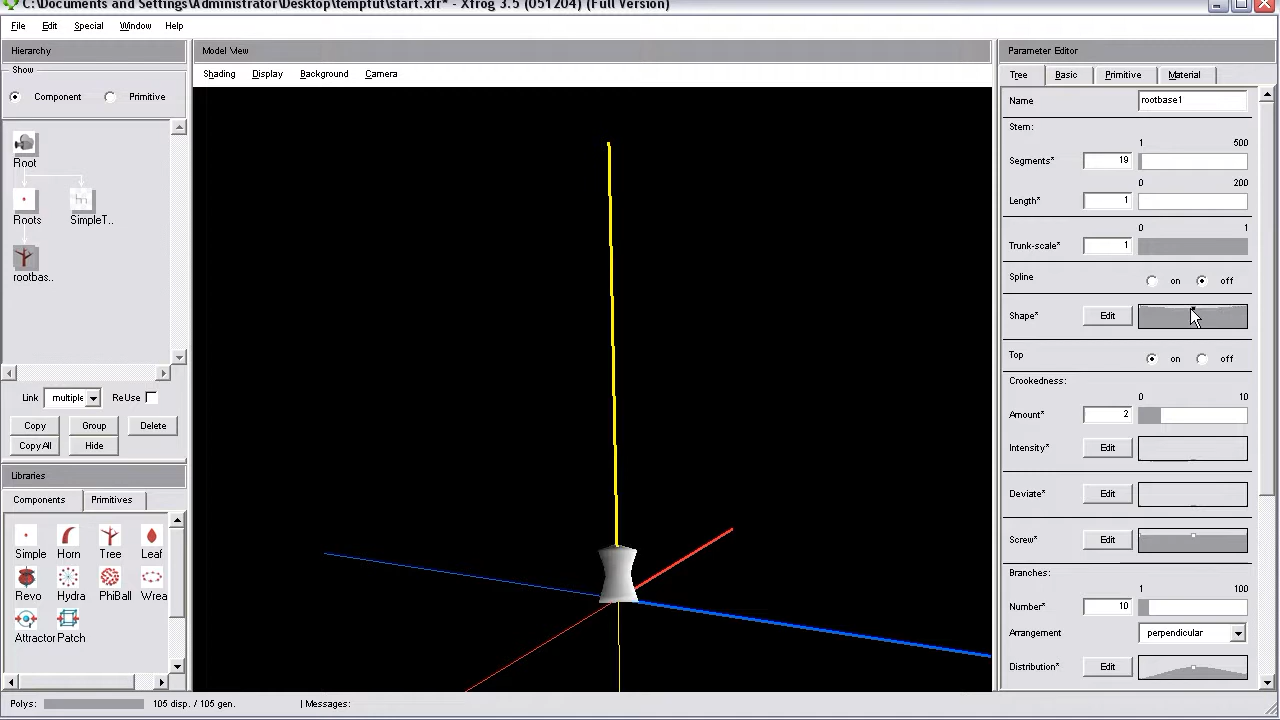 C:\Documents and Settings\Administrator\Desktop\temptut\start.xfr* - Xfrog 3.5 (051204) (Full Version)
File Edit Special Window Help
Hierarchy
Show
Component Primitive
Root
Roots SimpleT..
rootbas..
Link multiple ReUse
Copy Group Delete
Copy All Hide
Libraries
Components Primitives
Simple Horn Tree Leaf
Revo Hydra PhiBall Wrea
Attractor Patch
Model View
Shading Display Background Camera
Parameter Editor
Tree Basic Primitive Material
Name rootbase1
Stem:
1 500
Segments* 19
0 200
Length* 1
0 1
Trunk-scale* 1
Spline on off
Shape* Edit
Top on off
Crookedness:
0 10
Amount* 2
Intensity* Edit
Deviate* Edit
Screw* Edit
Branches:
1 100
Number* 10
Arrangement perpendicular
Distribution* Edit
Polys: 105 disp. / 105 gen. | Messages: